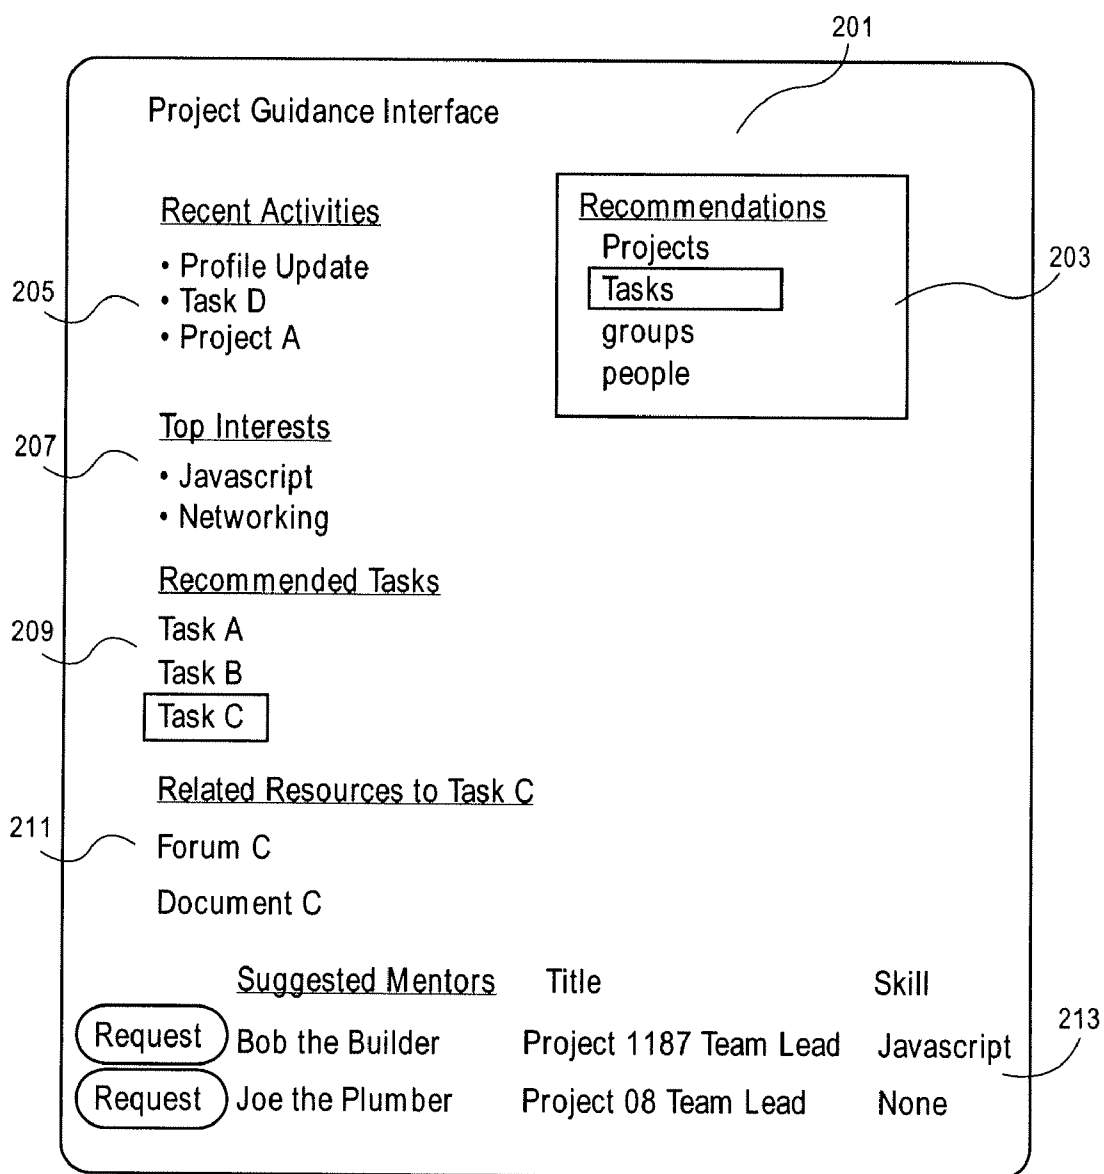 201
Project Guidance Interface
Recent Activities
• Profile Update
205
• Task D
• Project A
Recommendations
Projects
Tasks
groups
people
203
Top Interests
207
• Javascript
• Networking
Recommended Tasks
209
Task A
Task B
Task C
Related Resources to Task C
211
Forum C
Document C
Suggested Mentors Title Skill
Request Bob the Builder Project 1187 Team Lead Javascript
213
Request Joe the Plumber Project 08 Team Lead None